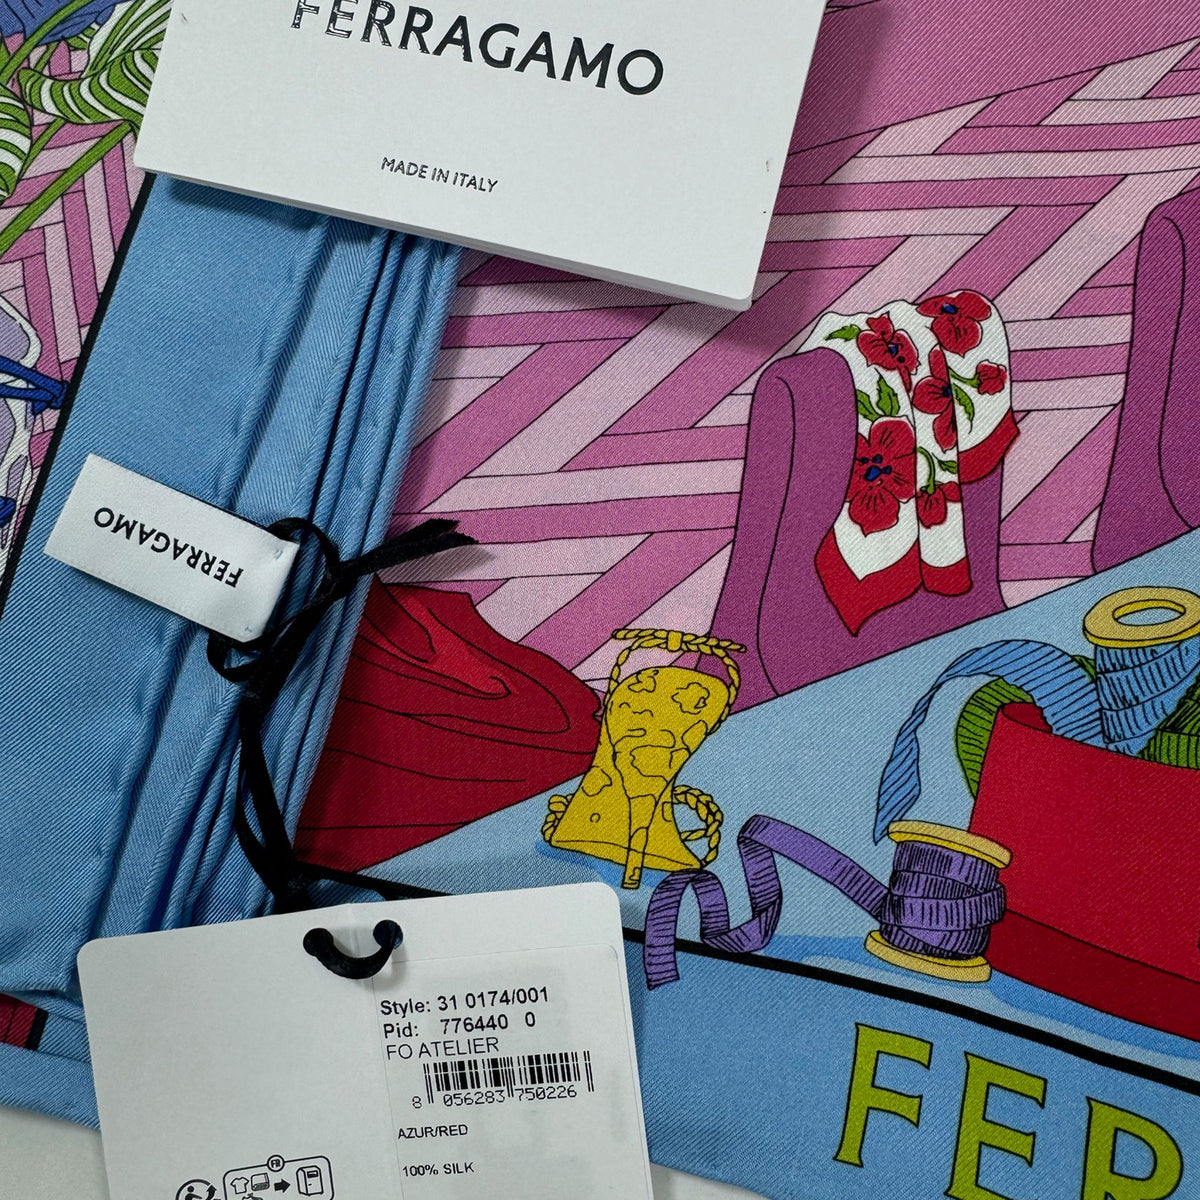 FERRAGAMO
MADE IN ITALY
FERRAGAMO
Style: 31 0174/001
Pid: 776440 0
FO ATELIER
8 056283 750226
AZUR/RED
100% SILK
FR
FER